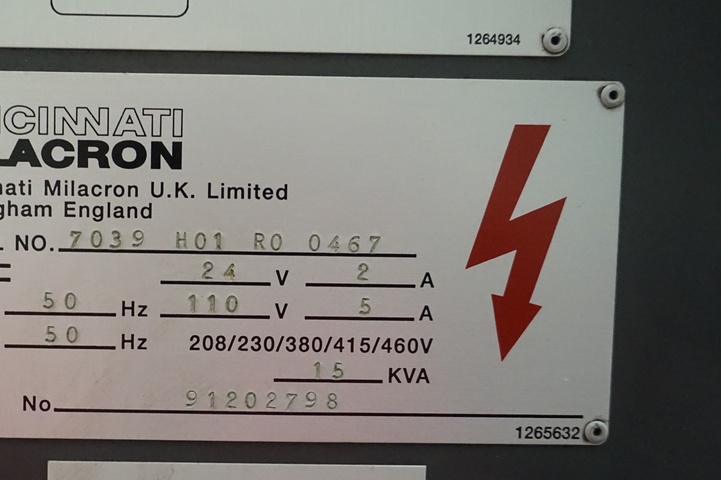 1264934
CINNATI
LACRON
nati Milacron U.K. Limited
gham England
L NO. 7039 H01 R0 0467
24 V 2 A
50 Hz 110 V 5 A
50 Hz 208/230/380/415/460V
15 KVA
No. 91202798
1265632